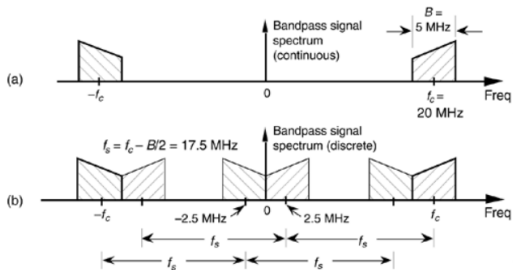 B =
5 MHz
Bandpass signal
spectrum
(continuous)
(a)
–fc
0
fc =
20 MHz
Freq
Bandpass signal
spectrum (discrete)
fs = fc – B/2 = 17.5 MHz
(b)
–fc
–2.5 MHz
0
2.5 MHz
fc
Freq
fs
fs
fs
fs